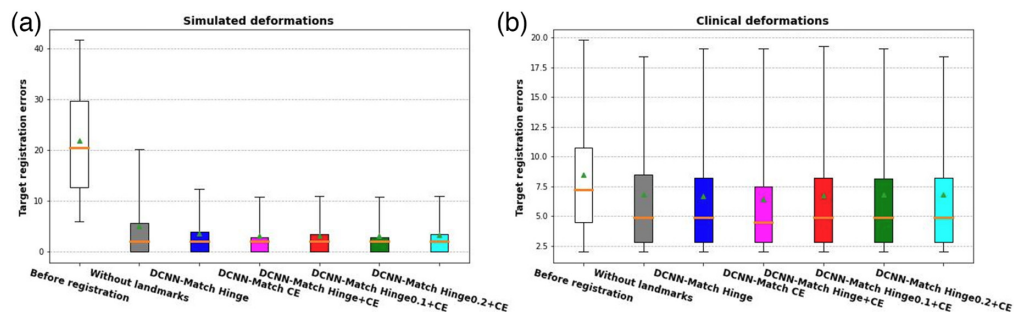 (a)
Simulated deformations
Target registration errors
40
30
20
10
0
Before registration
Without landmarks
DCNN-Match Hinge
DCNN-Match CE
DCNN-Match Hinge+CE
DCNN-Match Hinge0.1+CE
DCNN-Match Hinge0.2+CE
(b)
Clinical deformations
Target registration errors
20.0
17.5
15.0
12.5
10.0
7.5
5.0
2.5
Before registration
Without landmarks
DCNN-Match Hinge
DCNN-Match CE
DCNN-Match Hinge+CE
DCNN-Match Hinge0.1+CE
DCNN-Match Hinge0.2+CE